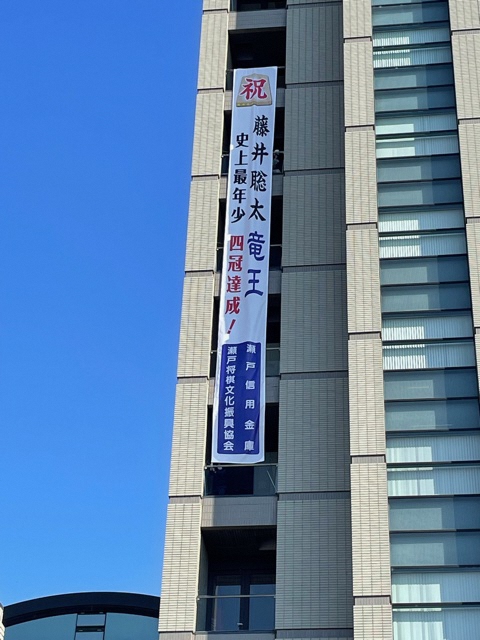 祝
藤井聡太竜王
史上最年少四冠達成!
瀬戸信用金庫
瀬戸将棋文化振興協会